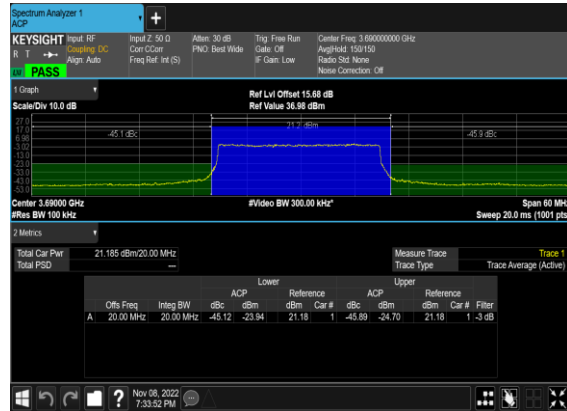 Spectrum Analyzer 1
ACP
+
KEYSIGHT
R T
PASS
Input: RF
Coupling: DC
Align: Auto
Input Z: 50 Ω
Corr CCorr
Freq Ref: Int (S)
Atten: 30 dB
PNO: Best Wide
Trig: Free Run
Gate: Off
IF Gain: Low
Center Freq: 3.690000000 GHz
Avg|Hold: 150/150
Radio Std: None
Noise Correction: Off
1 Graph
Scale/Div 10.0 dB
Ref Lvl Offset 15.68 dB
Ref Value 36.98 dBm
27.0
17.0
6.98
-3.02
-13.0
-23.0
-33.0
-43.0
-53.0
-45.1 dBc
21.2 dBm
-45.9 dBc
Center 3.69000 GHz
#Res BW 100 kHz
#Video BW 300.00 kHz*
Span 60 MHz
Sweep 20.0 ms (1001 pts)
2 Metrics
Total Car Pwr 21.185 dBm/20.00 MHz
Total PSD ---
Measure Trace Trace 1
Trace Type Trace Average (Active)
Lower Upper
ACP Reference ACP Reference
Offs Freq Integ BW dBc dBm dBm Car # dBc dBm dBm Car # Filter
A 20.00 MHz 20.00 MHz -45.12 -23.94 21.18 1 -45.89 -24.70 21.18 1 -3 dB
?
Nov 08, 2022
7:33:52 PM